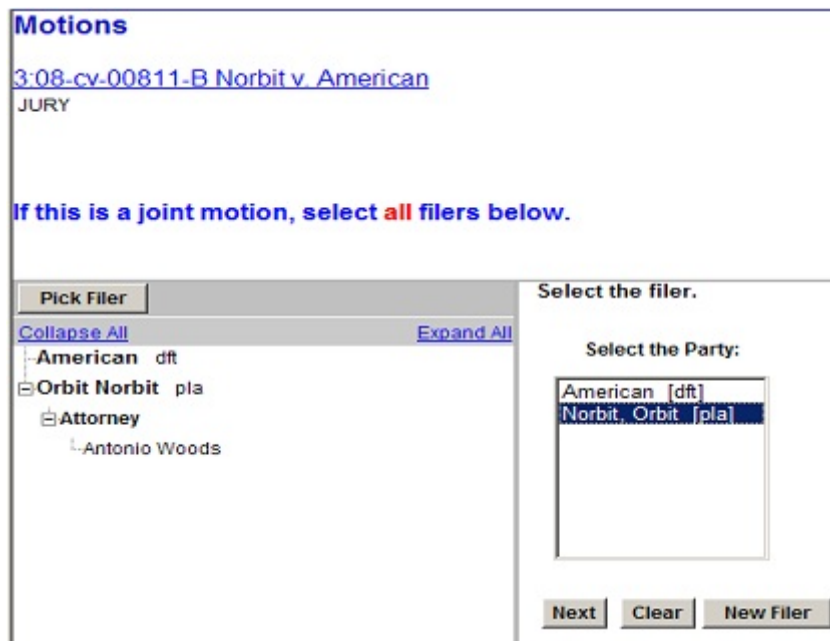 Motions
3:08-cv-00811-B Norbit v. American
JURY
If this is a joint motion, select all filers below.
Pick Filer
Collapse All Expand All
American dft
Orbit Norbit pla
Attorney
Antonio Woods
Select the filer.
Select the Party:
American [dft]
Norbit, Orbit [pla]
Next Clear New Filer